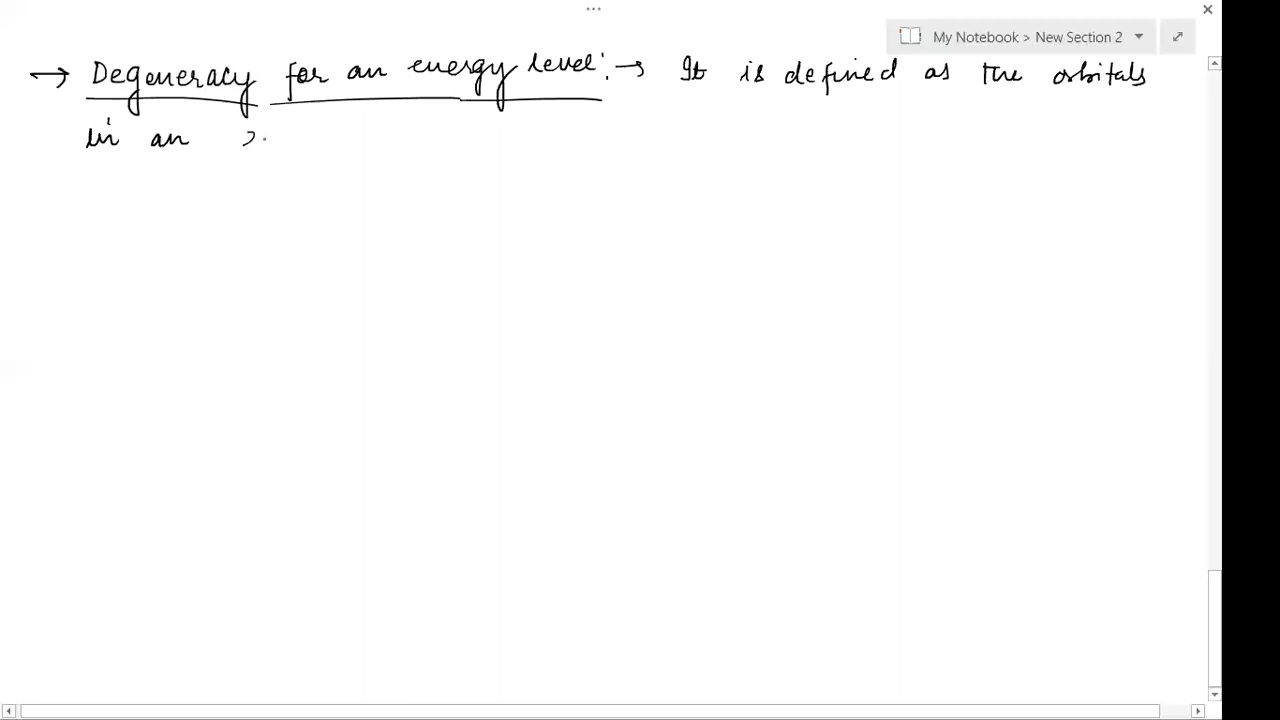 ...
My Notebook > New Section 2
→ Degeneracy for an energy level :→ It is defined as the orbitals
in an